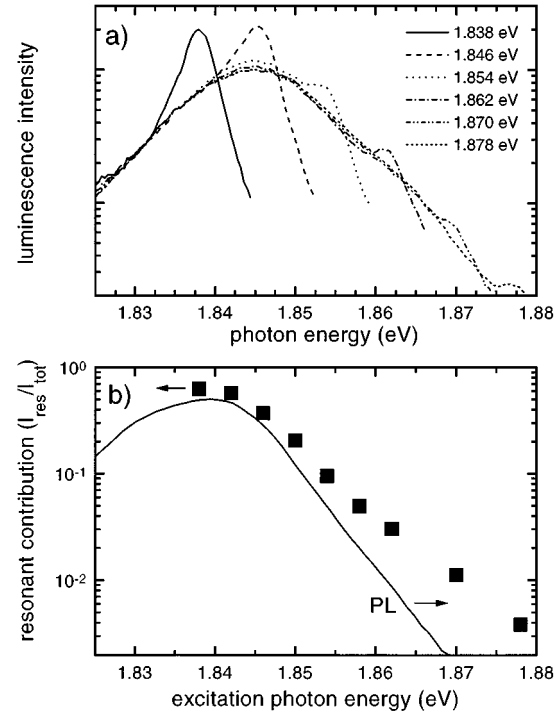 a)
1.838 eV
1.846 eV
1.854 eV
1.862 eV
1.870 eV
1.878 eV
luminescence intensity
1.83 1.84 1.85 1.86 1.87 1.88
photon energy (eV)
b)
10⁰
10⁻¹
10⁻²
PL
resonant contribution (I_res/I_tot)
1.83 1.84 1.85 1.86 1.87 1.88
excitation photon energy (eV)